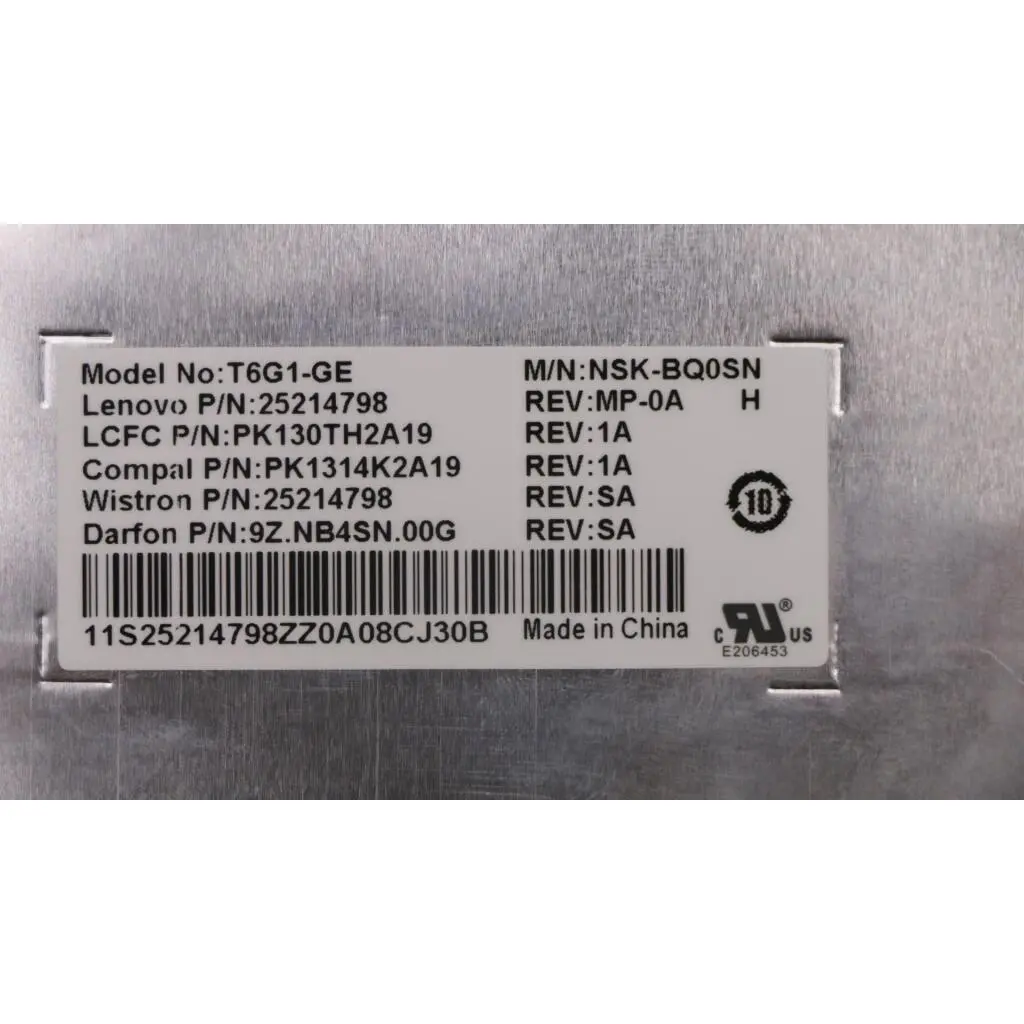 Model No:T6G1-GE M/N:NSK-BQ0SN
Lenovo P/N:25214798 REV:MP-0A H
LCFC P/N:PK130TH2A19 REV:1A
Compal P/N:PK1314K2A19 REV:1A
Wistron P/N:25214798 REV:SA
Darfon P/N:9Z.NB4SN.00G REV:SA
10
11S25214798ZZ0A08CJ30B Made in China
c RU ® US
E206453